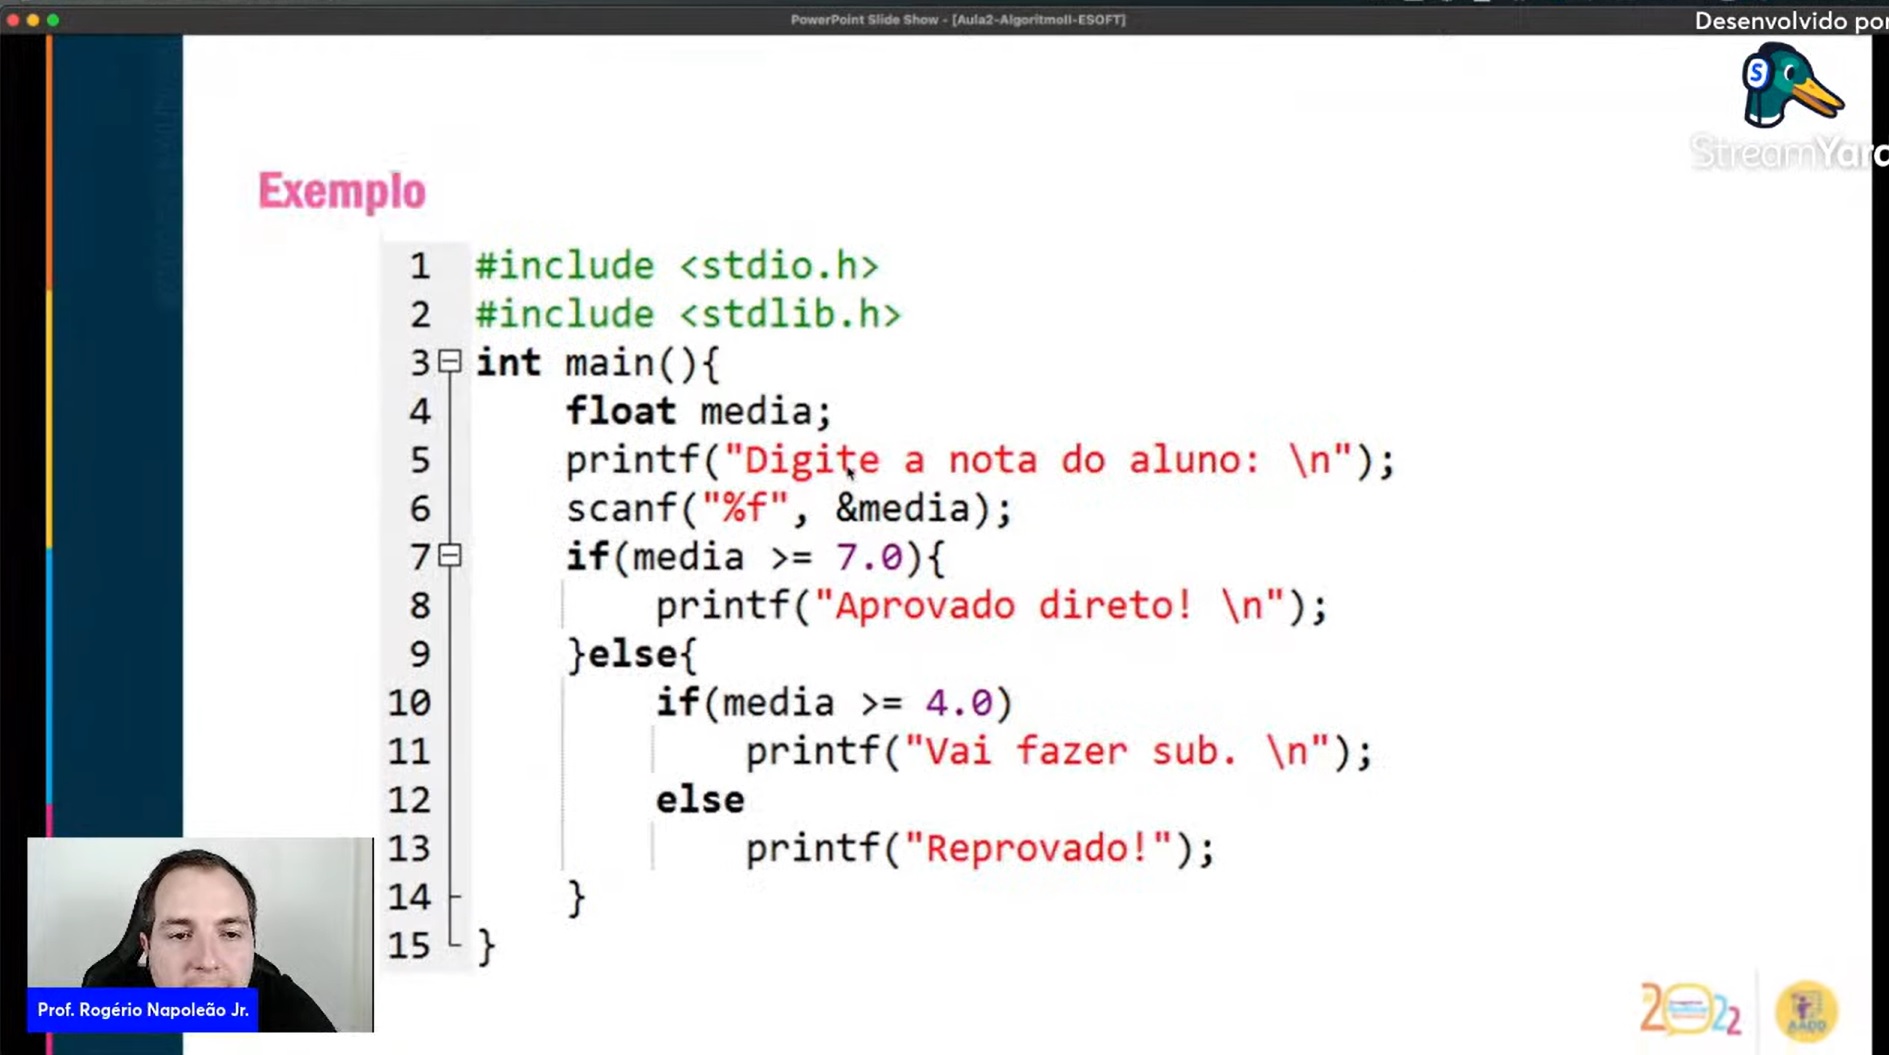 PowerPoint Slide Show - [Aula2-AlgoritmoII-ESOFT]
Desenvolvido por
S
StreamYard
Exemplo
1 #include <stdio.h>
2 #include <stdlib.h>
3 int main(){
4 float media;
5 printf("Digite a nota do aluno: \n");
6 scanf("%f", &media);
7 if(media >= 7.0){
8 printf("Aprovado direto! \n");
9 }else{
10 if(media >= 4.0)
11 printf("Vai fazer sub. \n");
12 else
13 printf("Reprovado!");
14 }
15 }
Prof. Rogério Napoleão Jr.
2022